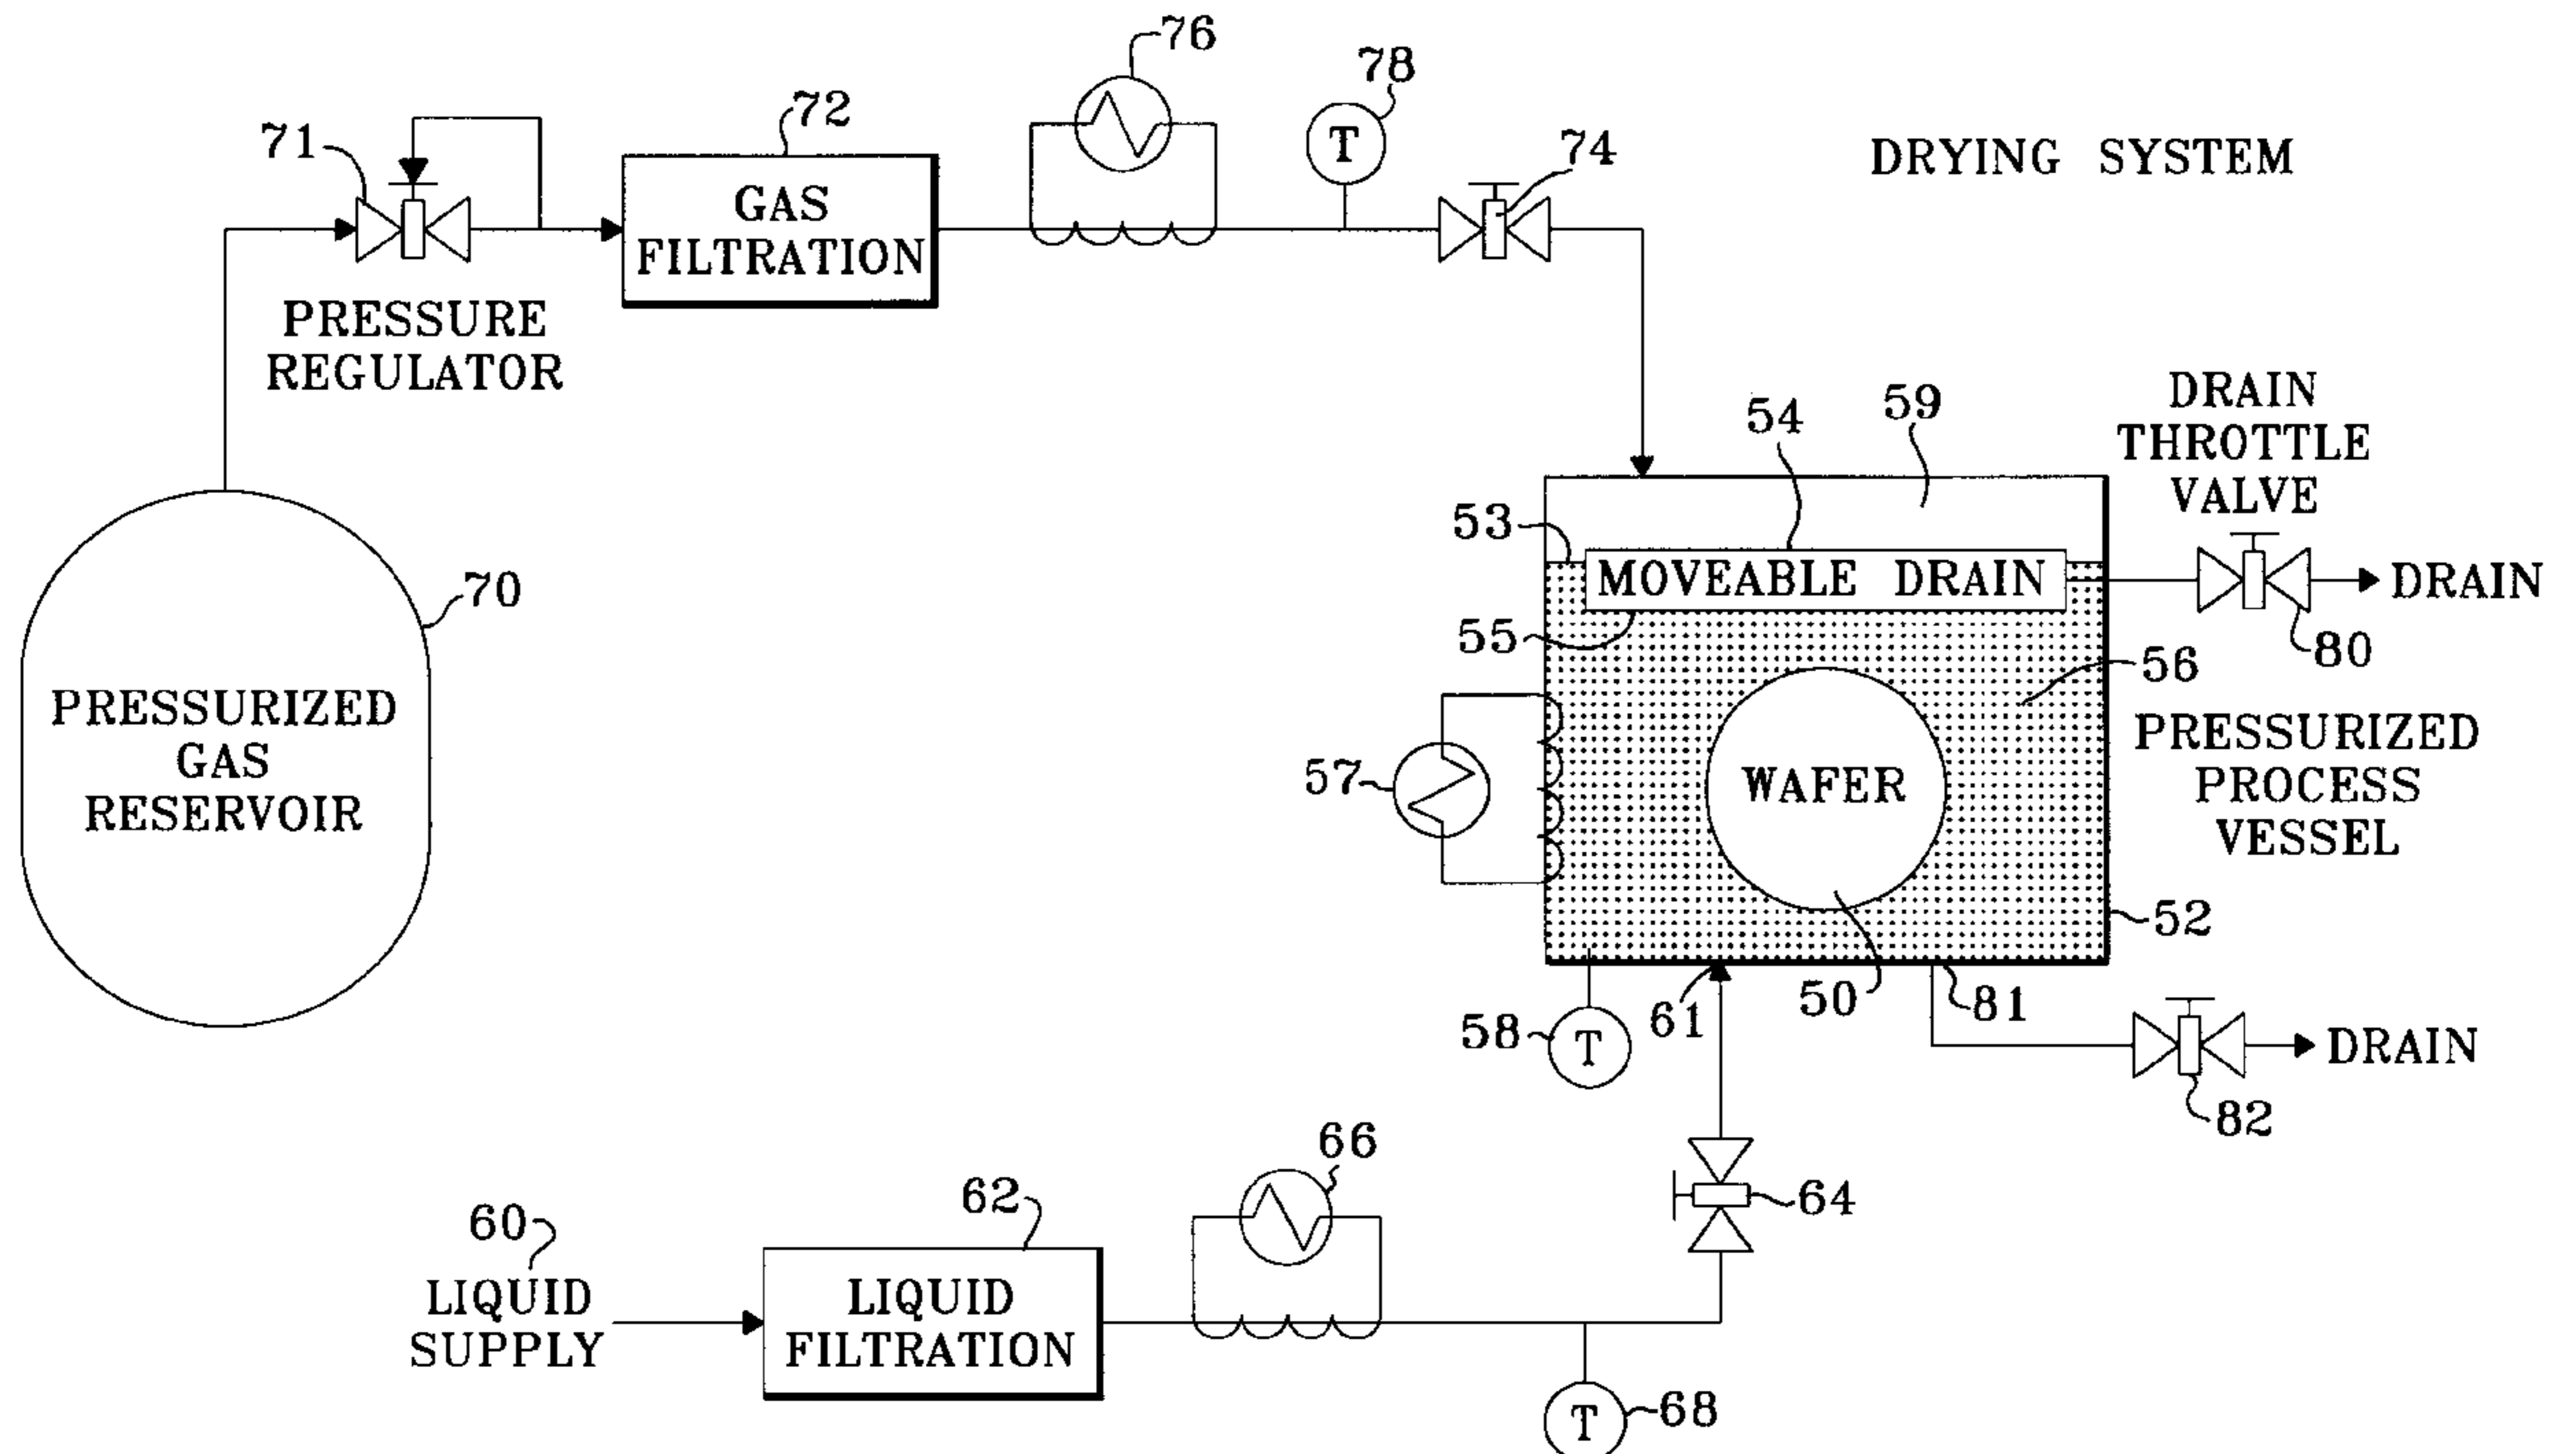 76
78
72
71
74
DRYING SYSTEM
T
GAS
FILTRATION
PRESSURE
REGULATOR
59
54
DRAIN
THROTTLE
VALVE
53
MOVEABLE DRAIN
DRAIN
70
55
80
56
PRESSURIZED
GAS
RESERVOIR
57
WAFER
PRESSURIZED
PROCESS
VESSEL
52
50
81
61
58
T
DRAIN
82
66
62
64
60
LIQUID
SUPPLY
LIQUID
FILTRATION
T
68